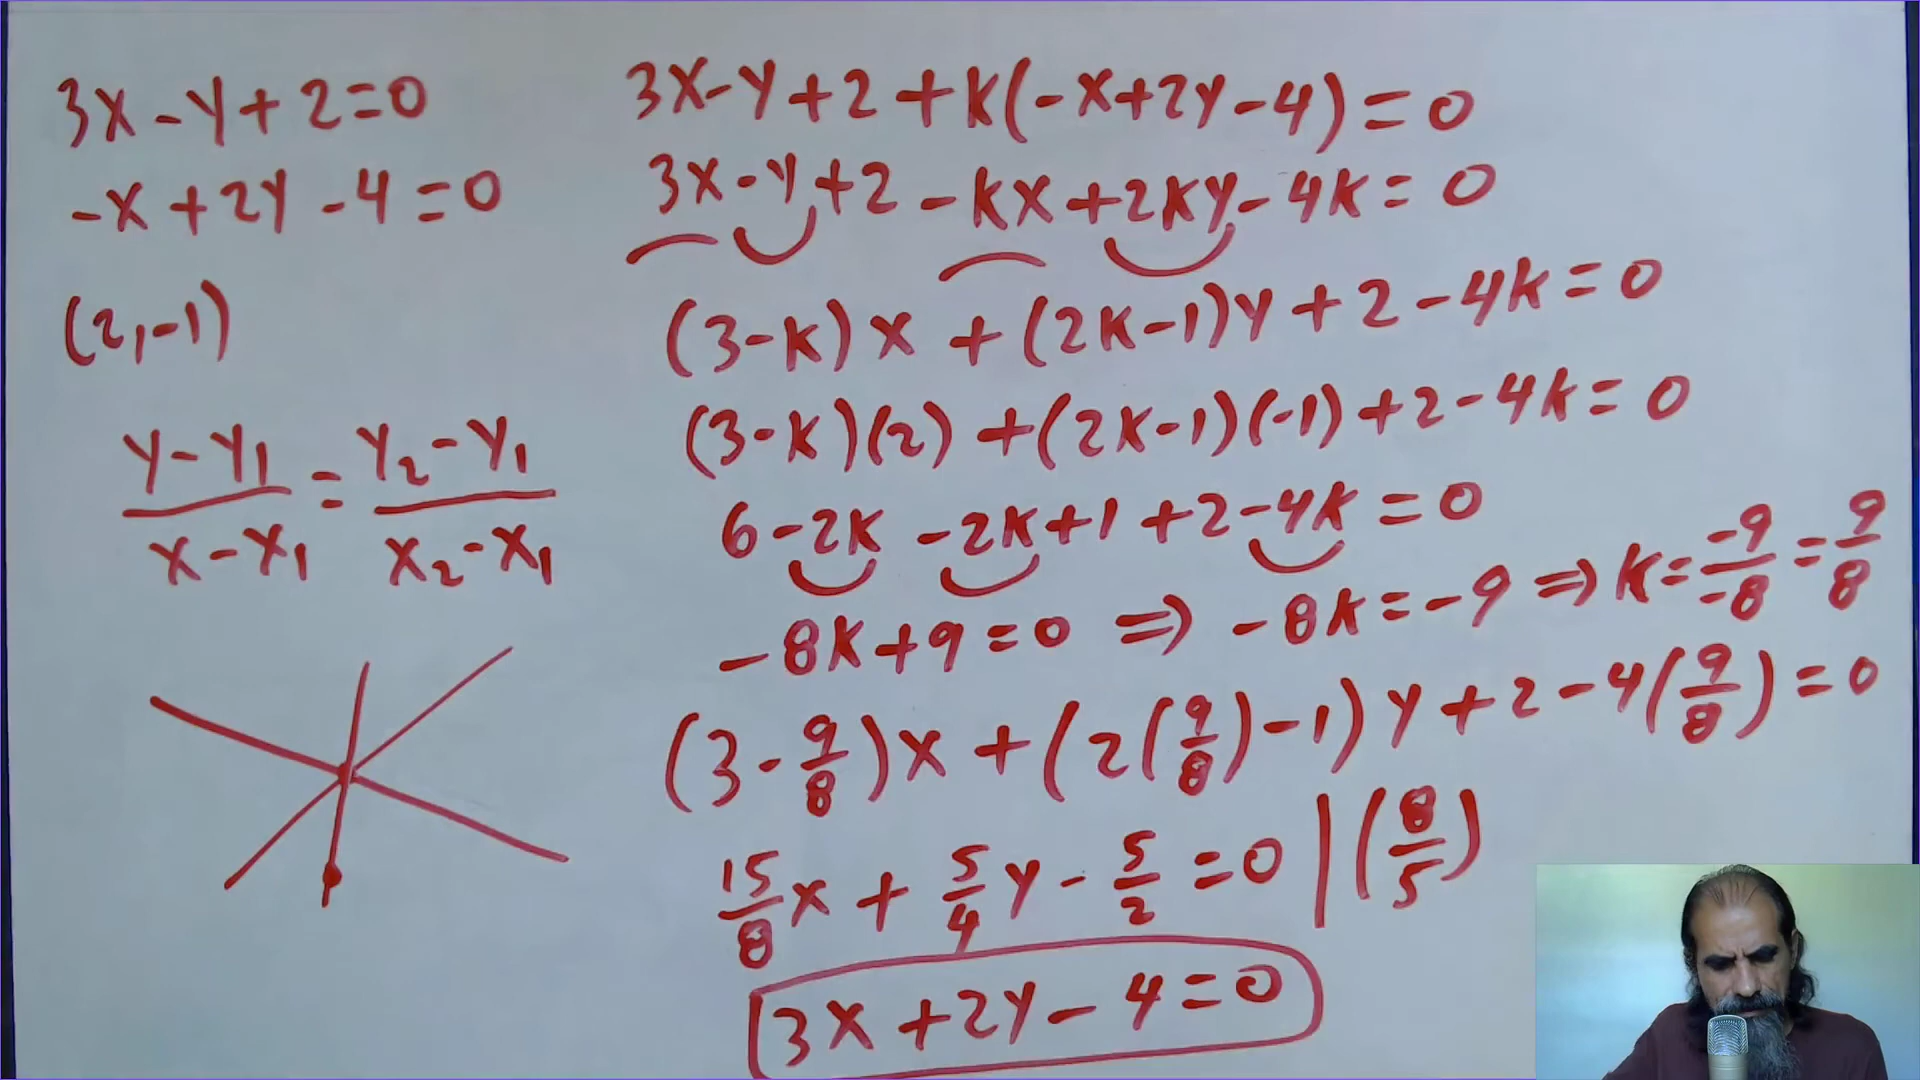 3x - y + 2 = 0
-x + 2y - 4 = 0
(2, -1)
y - y₁ / x - x₁ = y₂ - y₁ / x₂ - x₁
3x - y + 2 + k(-x + 2y - 4) = 0
3x - y + 2 - kx + 2ky - 4k = 0
(3 - k)x + (2k - 1)y + 2 - 4k = 0
(3 - k)(2) + (2k - 1)(-1) + 2 - 4k = 0
6 - 2k - 2k + 1 + 2 - 4k = 0
-8k + 9 = 0 ⇒ -8k = -9 ⇒ k = -9/-8 = 9/8
(3 - 9/8)x + (2(9/8) - 1)y + 2 - 4(9/8) = 0
15/8 x + 5/4 y - 5/2 = 0 | (8/5)
3x + 2y - 4 = 0